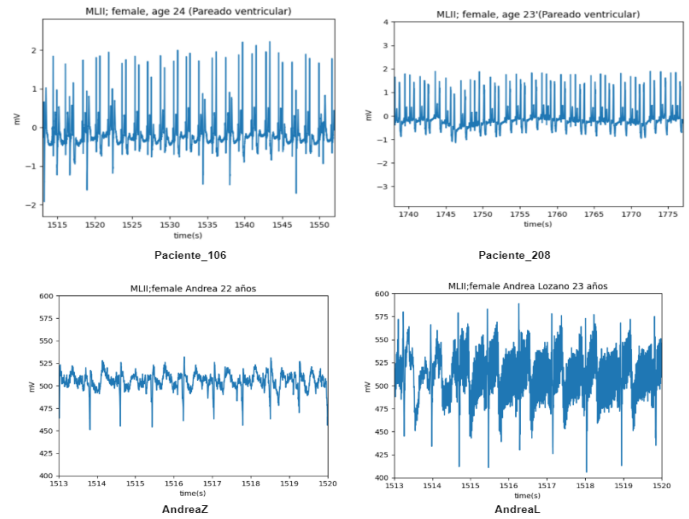 MLII; female, age 24 (Pareado ventricular)
mV
2
1
0
−1
−2
1515 1520 1525 1530 1535 1540 1545 1550
time(s)
Paciente_106
MLII; female, age 23'(Pareado ventricular)
mV
4
3
2
1
0
−1
−2
−3
1740 1745 1750 1755 1760 1765 1770 1775
time(s)
Paciente_208
MLII;female Andrea 22 años
mV
600
575
550
525
500
475
450
425
400
1513 1514 1515 1516 1517 1518 1519 1520
time(s)
AndreaZ
MLII;female Andrea Lozano 23 años
mV
600
575
550
525
500
475
450
425
400
1513 1514 1515 1516 1517 1518 1519 1520
time(s)
AndreaL